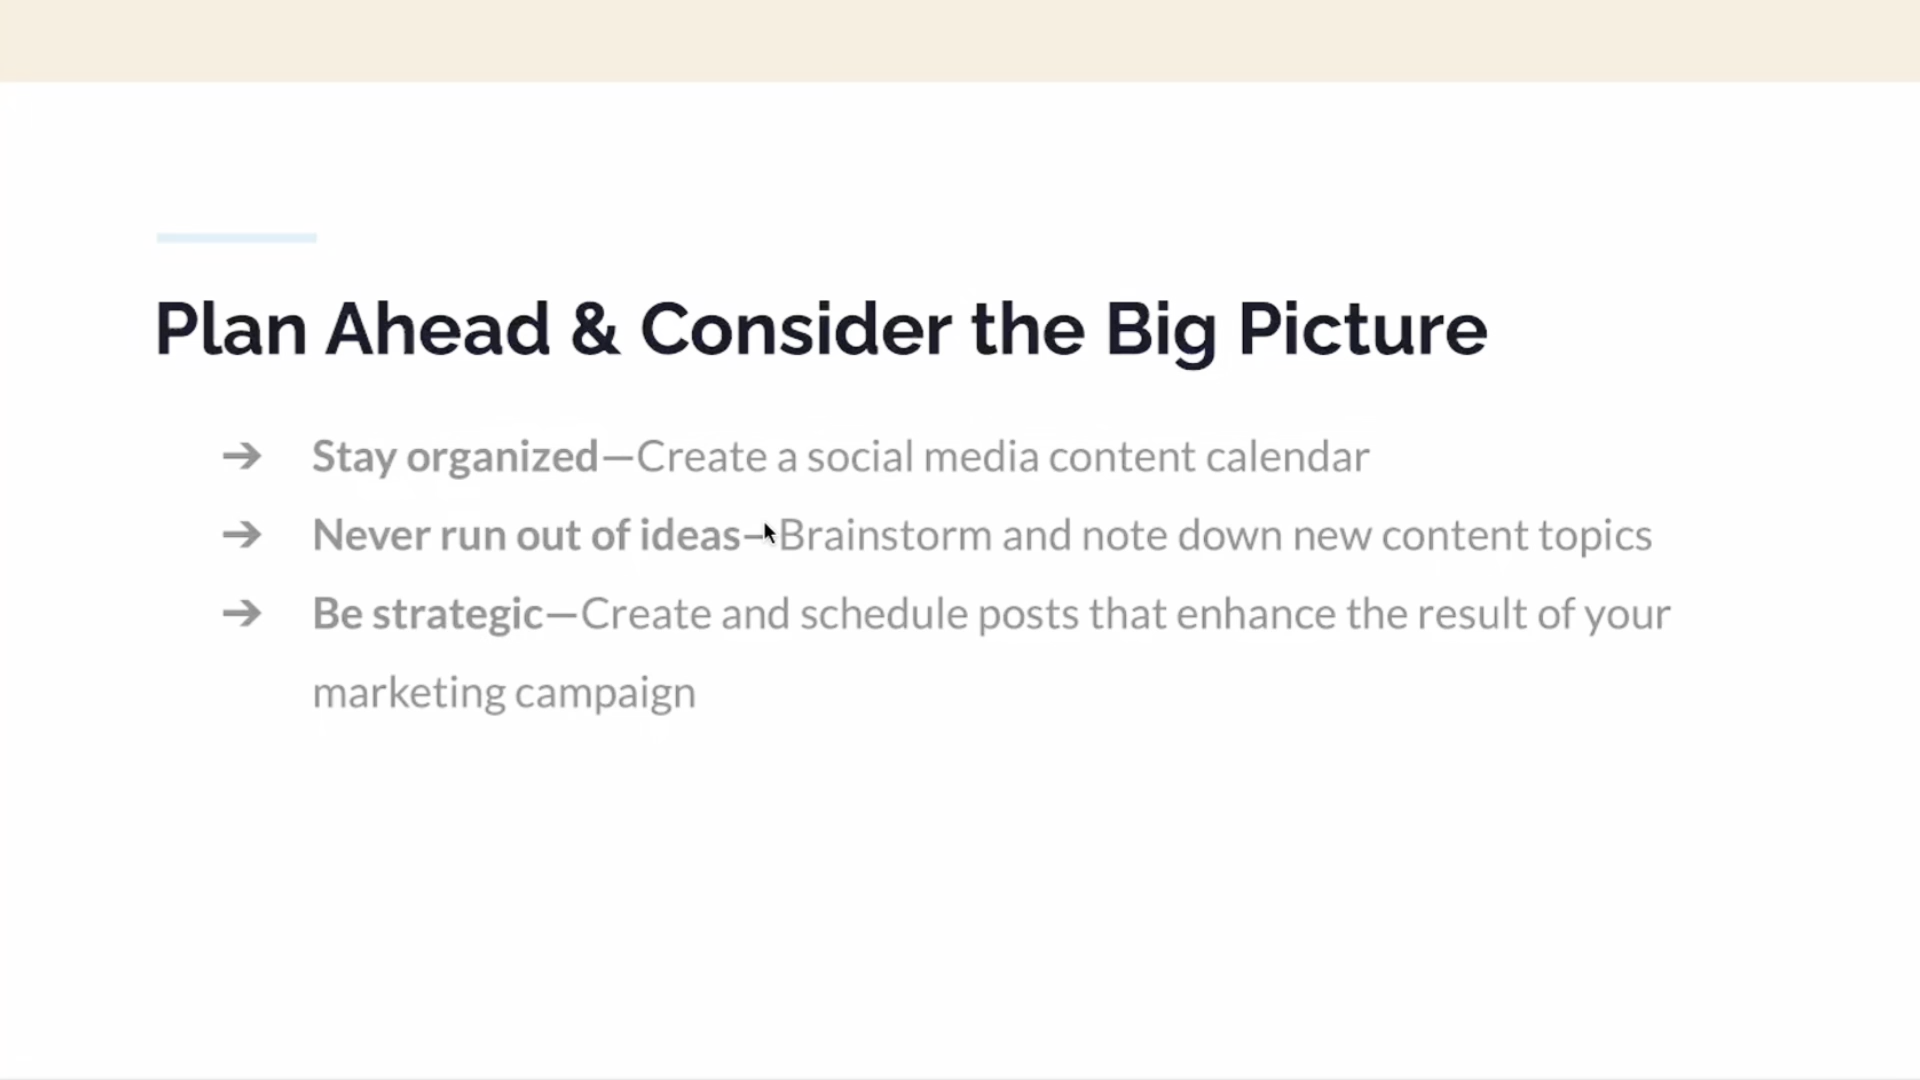 Plan Ahead & Consider the Big Picture
➔ Stay organized—Create a social media content calendar
➔ Never run out of ideas—Brainstorm and note down new content topics
➔ Be strategic—Create and schedule posts that enhance the result of your
marketing campaign